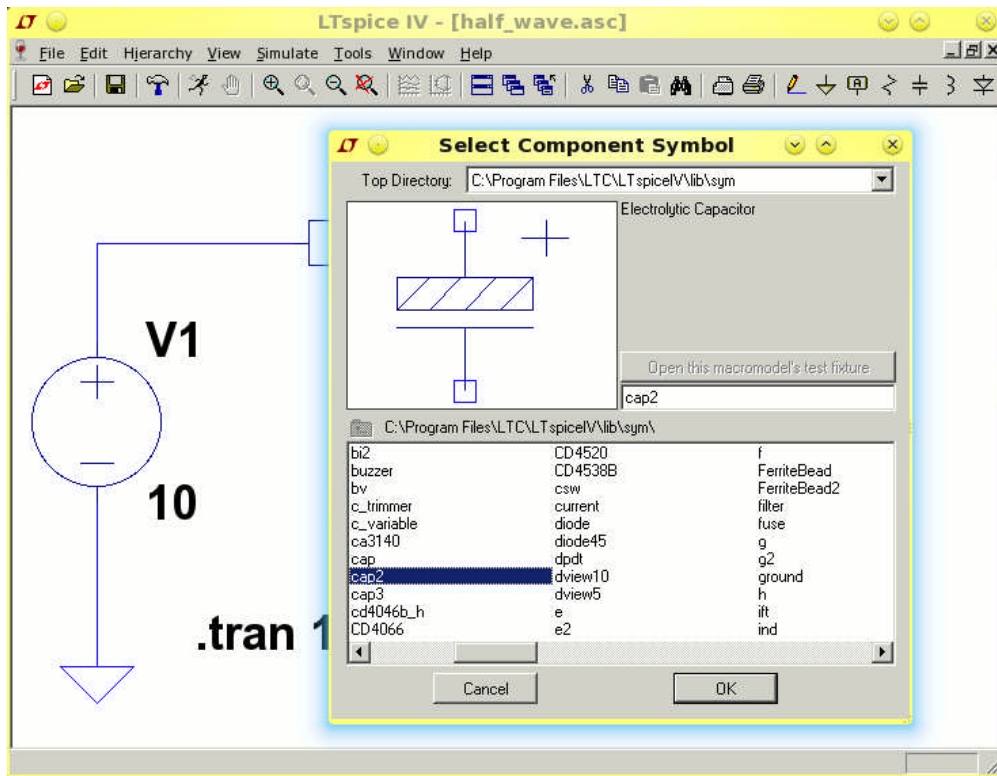 LTspice IV - [half_wave.asc]
File Edit Hierarchy View Simulate Tools Window Help
Select Component Symbol
Top Directory: C:\Program Files\LTC\LTspiceIV\lib\sym
Electrolytic Capacitor
Open this macromodel's test fixture
cap2
C:\Program Files\LTC\LTspiceIV\lib\sym\
bi2 CD4520 f
buzzer CD4538B FerriteBead
bv csw FerriteBead2
c_trimmer current filter
c_variable diode fuse
ca3140 diode45 g
cap dpdt g2
cap2 dview10 ground
cap3 dview5 h
cd4046b_h e ift
CD4066 e2 ind
Cancel OK
V1
10
.tran 1